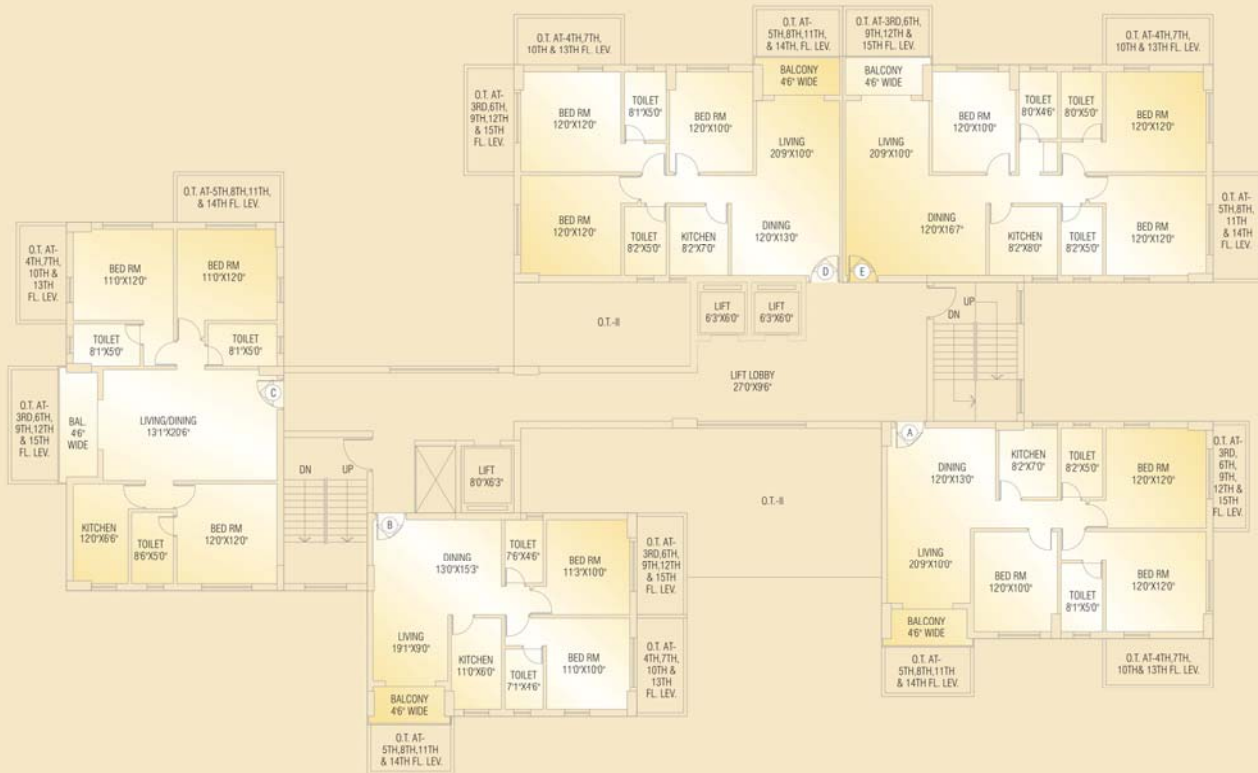 O.T. AT-4TH,7TH,
10TH & 13TH FL. LEV.
O.T. AT-
5TH,8TH,11TH,
& 14TH, FL. LEV.
O.T. AT-3RD,6TH,
9TH,12TH &
15TH FL. LEV.
O.T. AT-4TH,7TH,
10TH & 13TH FL. LEV.
O.T. AT-
3RD,6TH,
9TH,12TH
& 15TH
FL. LEV.
BED RM
12'0"X12'0"
TOILET
8'1"X5'0"
BED RM
12'0"X10'0"
BALCONY
4'6" WIDE
LIVING
20'9"X10'0"
BED RM
12'0"X12'0"
TOILET
8'2"X5'0"
KITCHEN
8'2"X7'0"
DINING
12'0"X13'0"
D
BALCONY
4'6" WIDE
LIVING
20'9"X10'0"
BED RM
12'0"X10'0"
TOILET
8'0"X4'6"
TOILET
8'0"X5'0"
BED RM
12'0"X12'0"
DINING
12'0"X16'7"
KITCHEN
8'2"X8'0"
TOILET
8'2"X5'0"
BED RM
12'0"X12'0"
E
O.T. AT-
5TH,8TH,
11TH
& 14TH
FL. LEV.
O.T. AT-5TH,8TH,11TH,
& 14TH FL. LEV.
O.T. AT-
4TH,7TH,
10TH &
13TH
FL. LEV.
BED RM
11'0"X12'0"
BED RM
11'0"X12'0"
TOILET
8'1"X5'0"
TOILET
8'1"X5'0"
O.T. AT-
3RD,6TH,
9TH,12TH
& 15TH
FL. LEV.
BAL.
4'6"
WIDE
LIVING/DINING
13'1"X20'6"
C
KITCHEN
12'0"X6'6"
TOILET
8'6"X5'0"
BED RM
12'0"X12'0"
O.T.-II
LIFT
6'3"X6'0"
LIFT
6'3"X6'0"
UP
DN
LIFT LOBBY
27'0"X9'6"
DN
UP
LIFT
8'0"X6'3"
O.T.-II
B
DINING
13'0"X15'3"
TOILET
7'6"X4'6"
BED RM
11'3"X10'0"
O.T. AT-
3RD,6TH,
9TH,12TH
& 15TH
FL. LEV.
LIVING
19'1"X9'0"
KITCHEN
11'0"X6'0"
TOILET
7'1"X4'6"
BED RM
11'0"X10'0"
O.T. AT-
4TH,7TH,
10TH &
13TH
FL. LEV.
BALCONY
4'6" WIDE
O.T. AT-
5TH,8TH,11TH
& 14TH FL. LEV.
A
DINING
12'0"X13'0"
KITCHEN
8'2"X7'0"
TOILET
8'2"X5'0"
BED RM
12'0"X12'0"
O.T. AT
-3RD,
6TH,
9TH,
12TH &
15TH
FL. LEV.
LIVING
20'9"X10'0"
BED RM
12'0"X10'0"
TOILET
8'1"X5'0"
BED RM
12'0"X12'0"
BALCONY
4'6" WIDE
O.T. AT-
5TH,8TH,11TH
& 14TH FL. LEV.
O.T. AT-4TH,7TH,
10TH& 13TH FL. LEV.